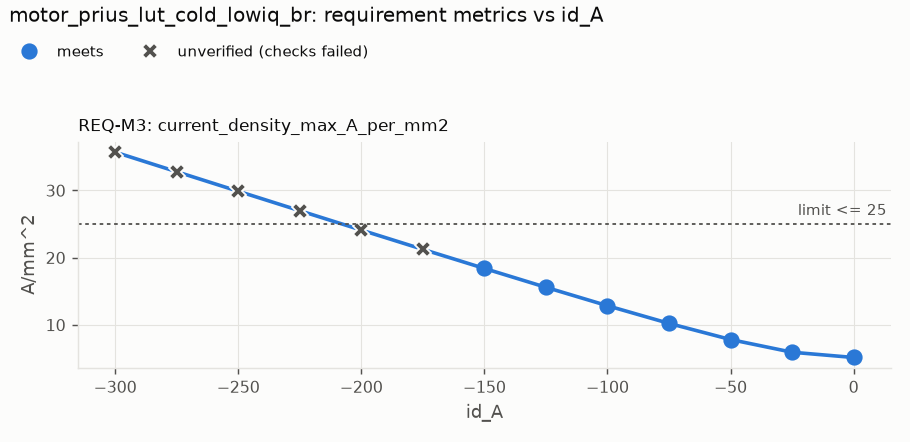 motor_prius_lut_cold_lowiq_br: requirement metrics vs id_A
meets
unverified (checks failed)
REQ-M3: current_density_max_A_per_mm2
A/mm^2
30
20
10
limit <= 25
−300
−250
−200
−150
−100
−50
0
id_A